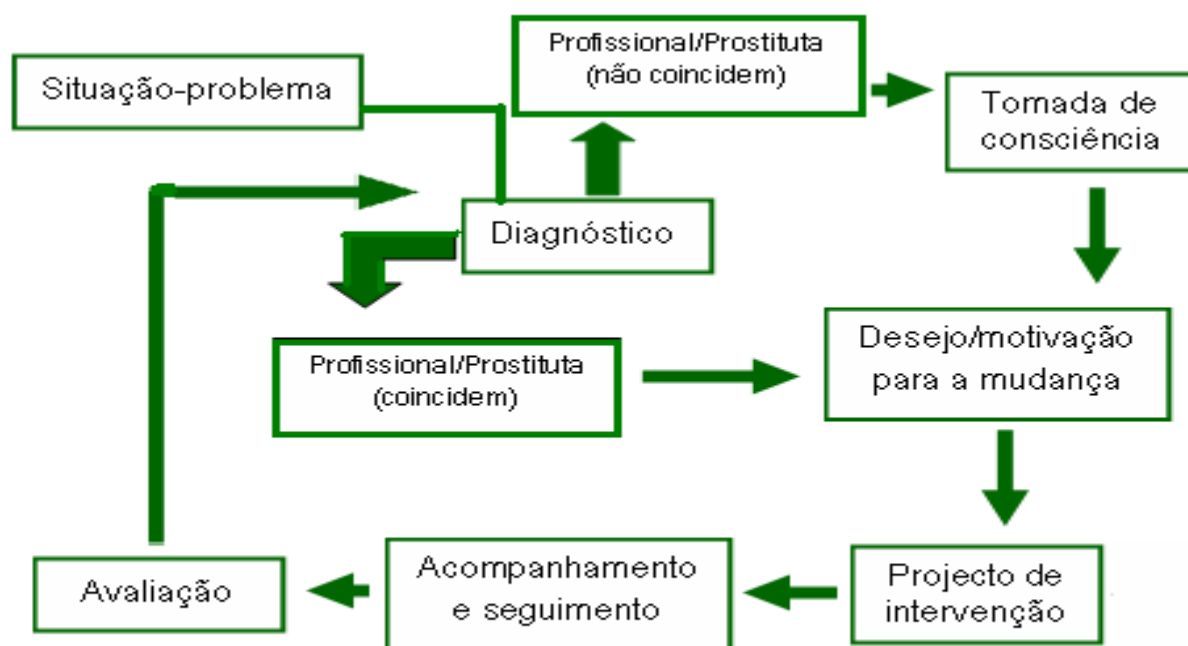 Profissional/Prostituta
(não coincidem)
Situação-problema
Tomada de
consciência
Diagnóstico
Desejo/motivação
para a mudança
Profissional/Prostituta
(coincidem)
Avaliação
Acompanhamento
e seguimento
Projecto de
intervenção